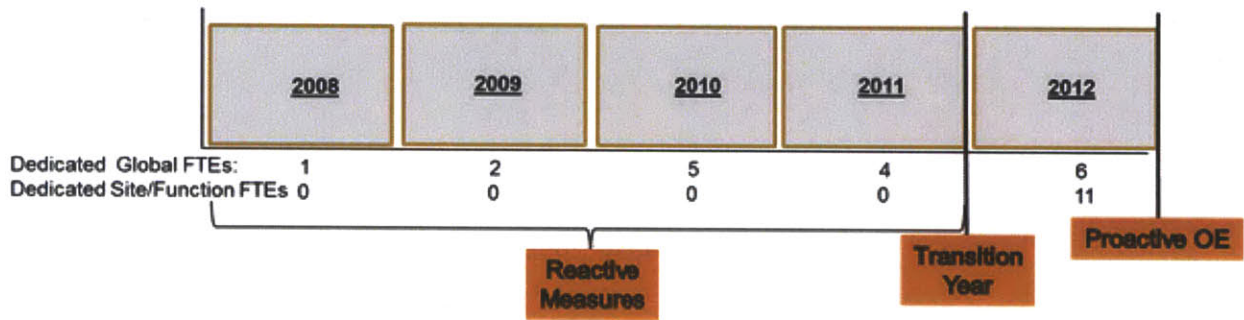 2008 2009 2010 2011 2012
Dedicated Global FTEs: 1 2 5 4 6
Dedicated Site/Function FTEs 0 0 0 0 11
Reactive
Measures
Transition
Year
Proactive OE